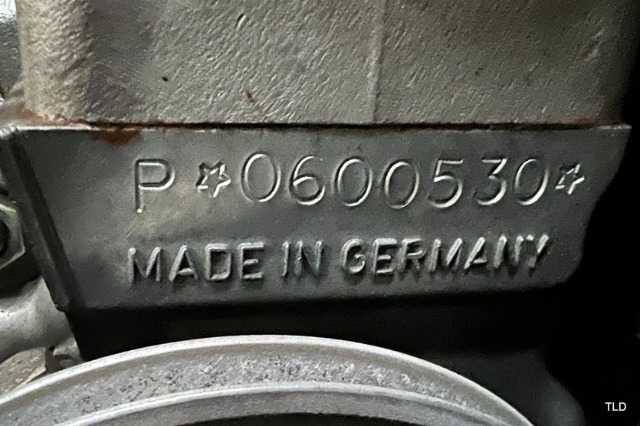 P *0600530*
MADE IN GERMANY
TLD